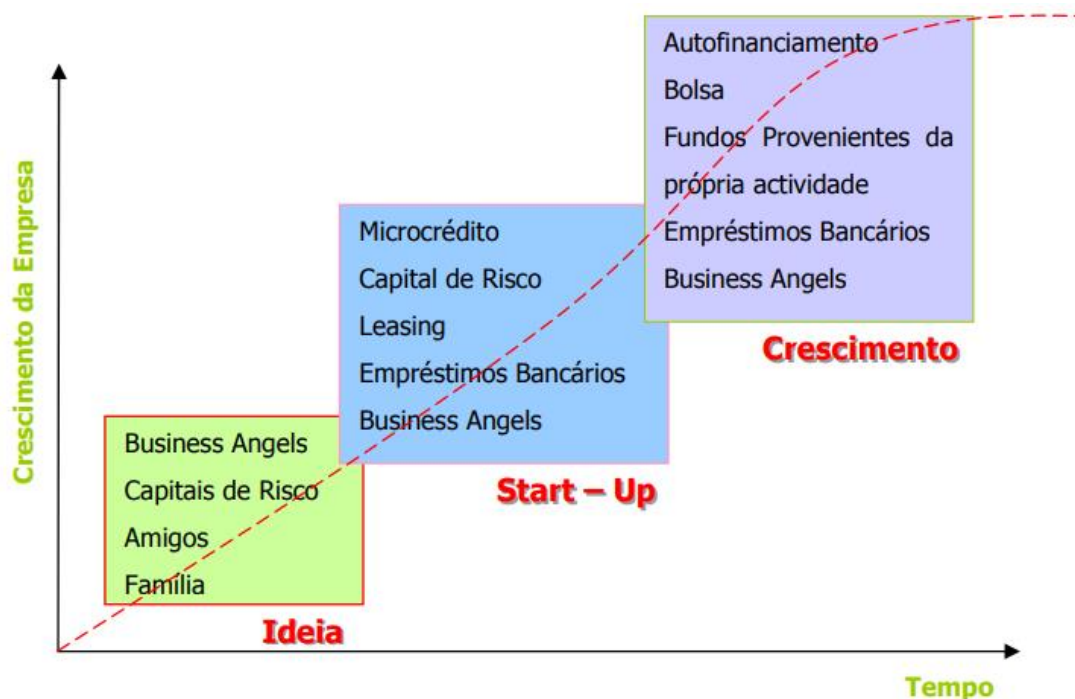 Autofinanciamento
Bolsa
Fundos Provenientes da
própria actividade
Empréstimos Bancários
Business Angels
Crescimento
Microcrédito
Capital de Risco
Leasing
Empréstimos Bancários
Business Angels
Start – Up
Business Angels
Capitais de Risco
Amigos
Família
Ideia
Crescimento da Empresa
Tempo